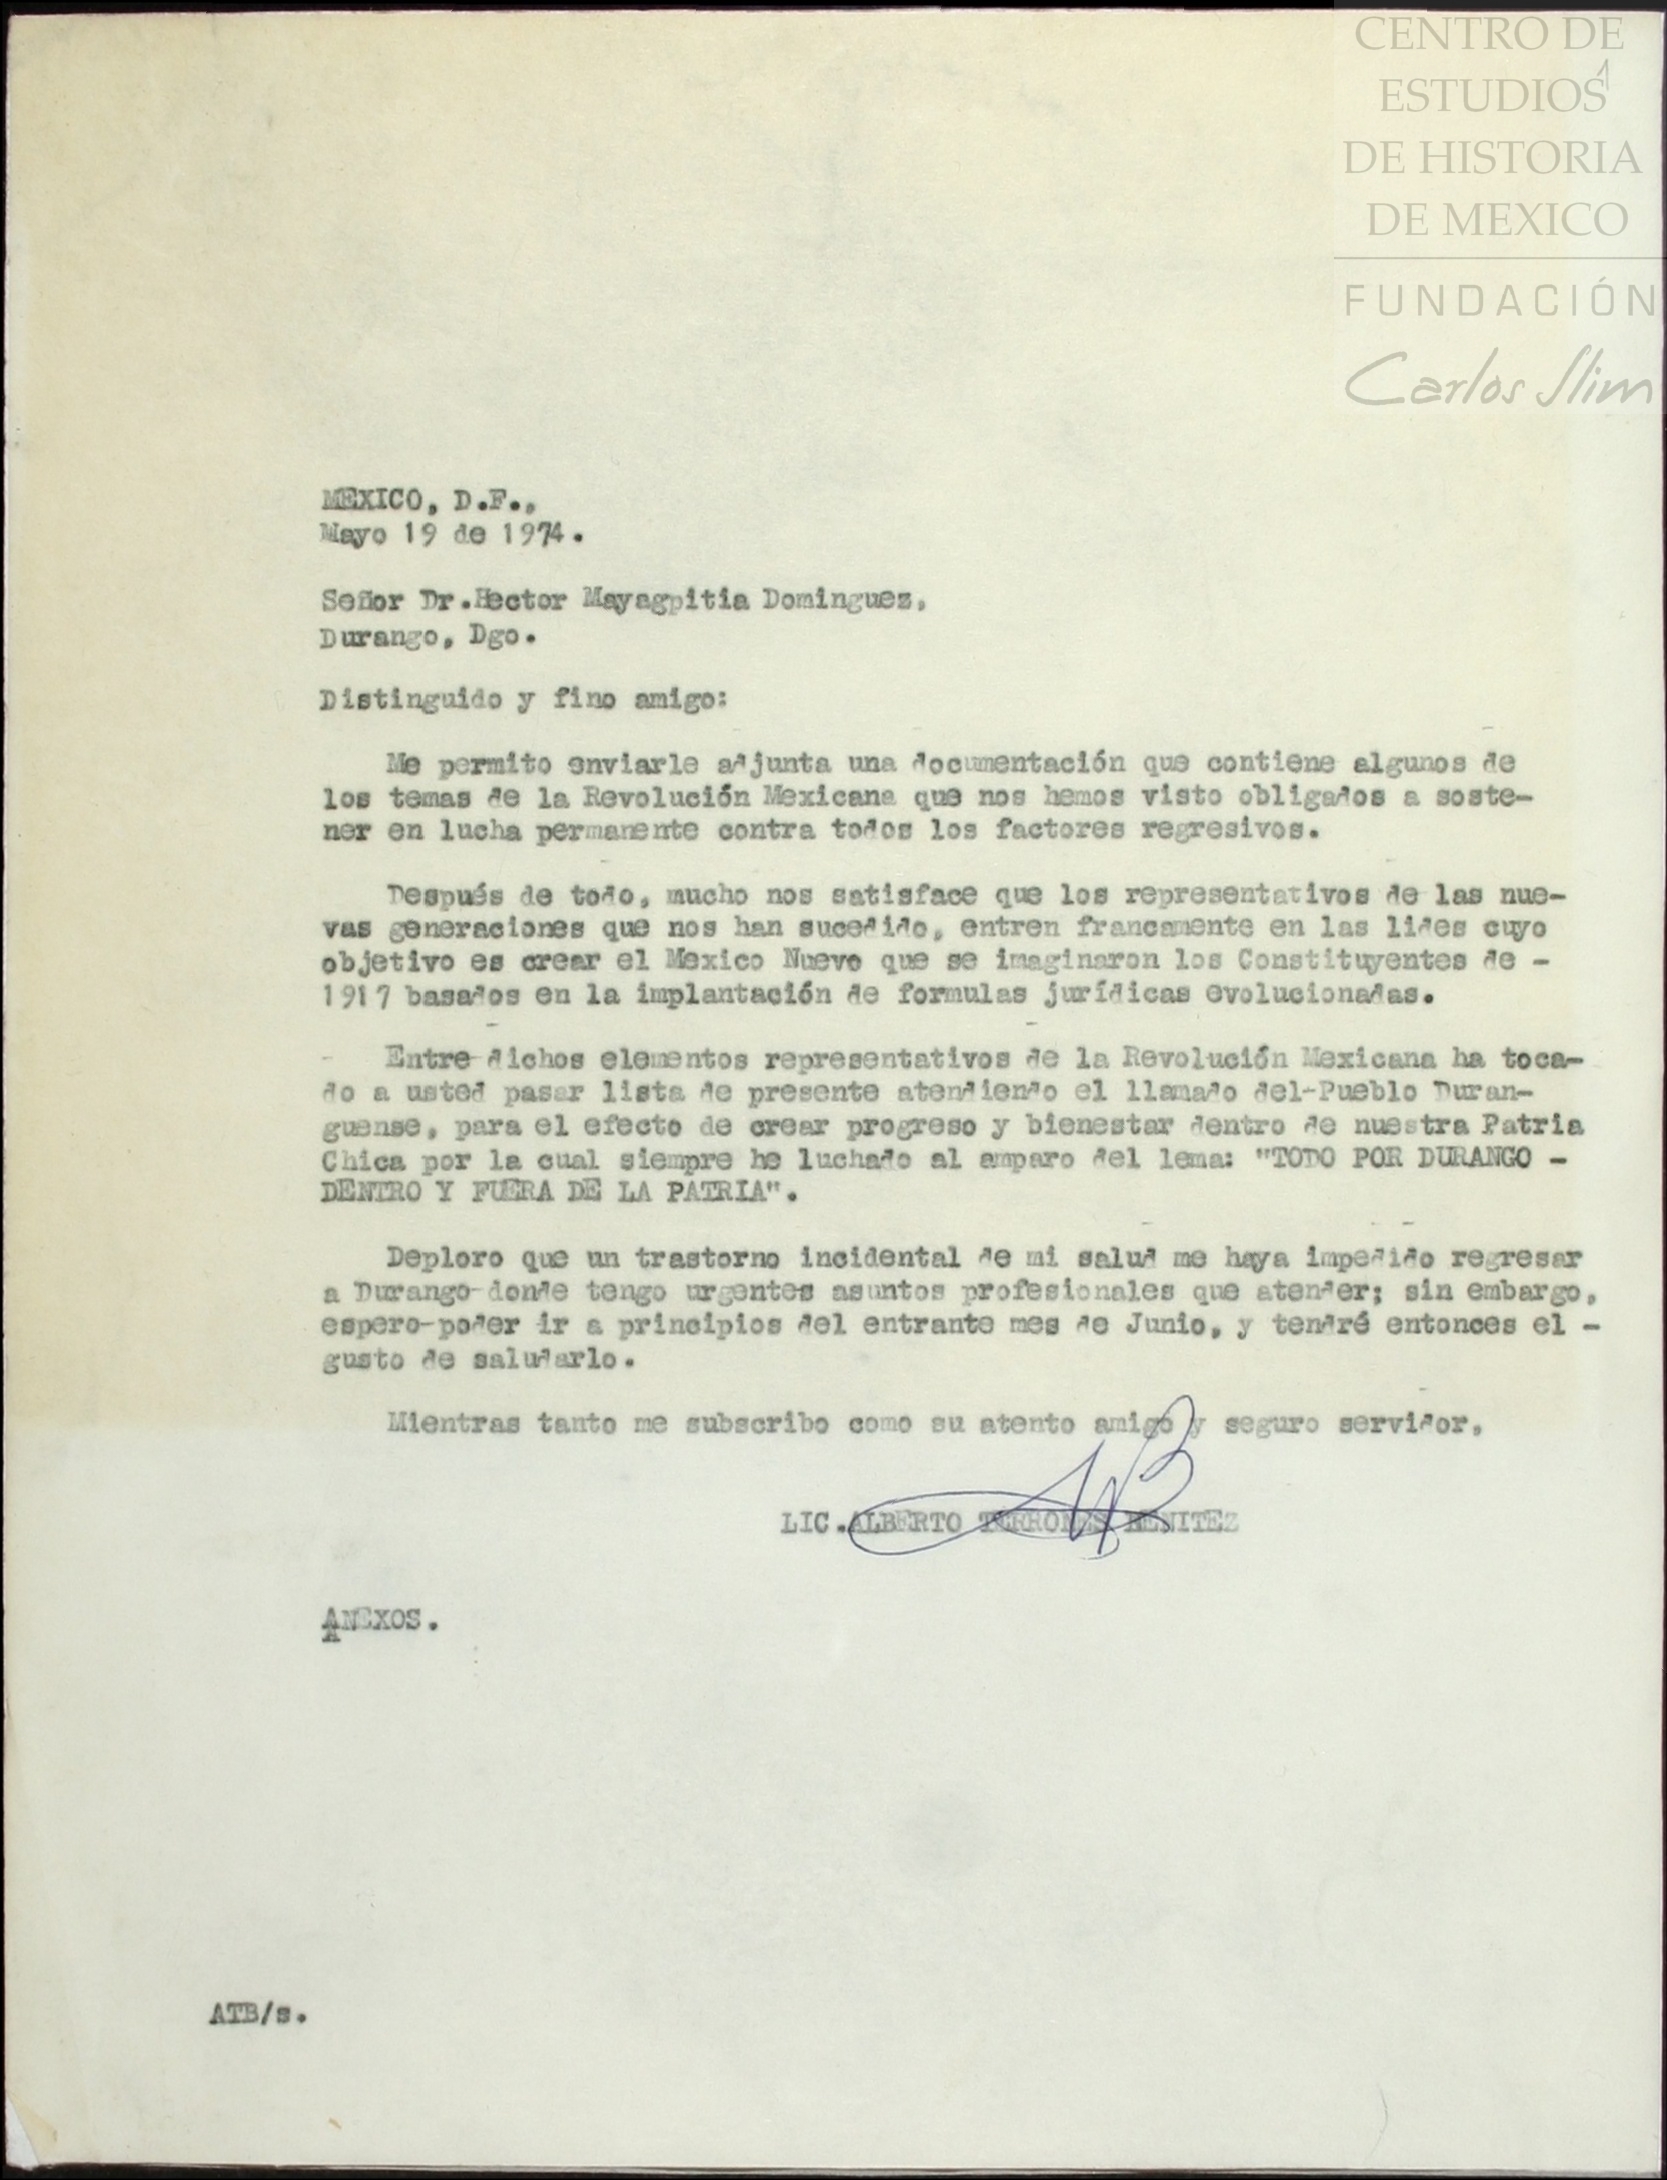 CENTRO DE
ESTUDIOS
DE HISTORIA
DE MEXICO
FUNDACIÓN
Carlos Slim
1
MEXICO, D.F.,
Mayo 19 de 1974.
Señor Dr.Hector Mayagpitia Dominguez,
Durango, Dgo.
Distinguido y fino amigo:
Me permito enviarle adjunta una documentación que contiene algunos de
los temas de la Revolución Mexicana que nos hemos visto obligados a soste-
ner en lucha permanente contra todos los factores regresivos.
Después de todo, mucho nos satisface que los representativos de las nue-
vas generaciones que nos han sucedido, entren francamente en las lides cuyo
objetivo es crear el Mexico Nuevo que se imaginaron los Constituyentes de -
1917 basados en la implantación de formulas jurídicas evolucionadas.
- Entre dichos elementos representativos de la Revolución Mexicana ha toca-
do a usted pasar lista de presente atendiendo el llamado del-Pueblo Duran-
guense, para el efecto de crear progreso y bienestar dentro de nuestra Patria
Chica por la cual siempre he luchado al amparo del lema: "TODO POR DURANGO -
DENTRO Y FUERA DE LA PATRIA".
Deploro que un trastorno incidental de mi salud me haya impedido regresar
a Durango-donde tengo urgentes asuntos profesionales que atender; sin embargo,
espero-poder ir a principios del entrante mes de Junio, y tendré entonces el -
gusto de saludarlo.
Mientras tanto me subscribo como su atento amigo y seguro servidor,
LIC.ALBERTO TERRONES BENITEZ
ANEXOS.
ATB/s.